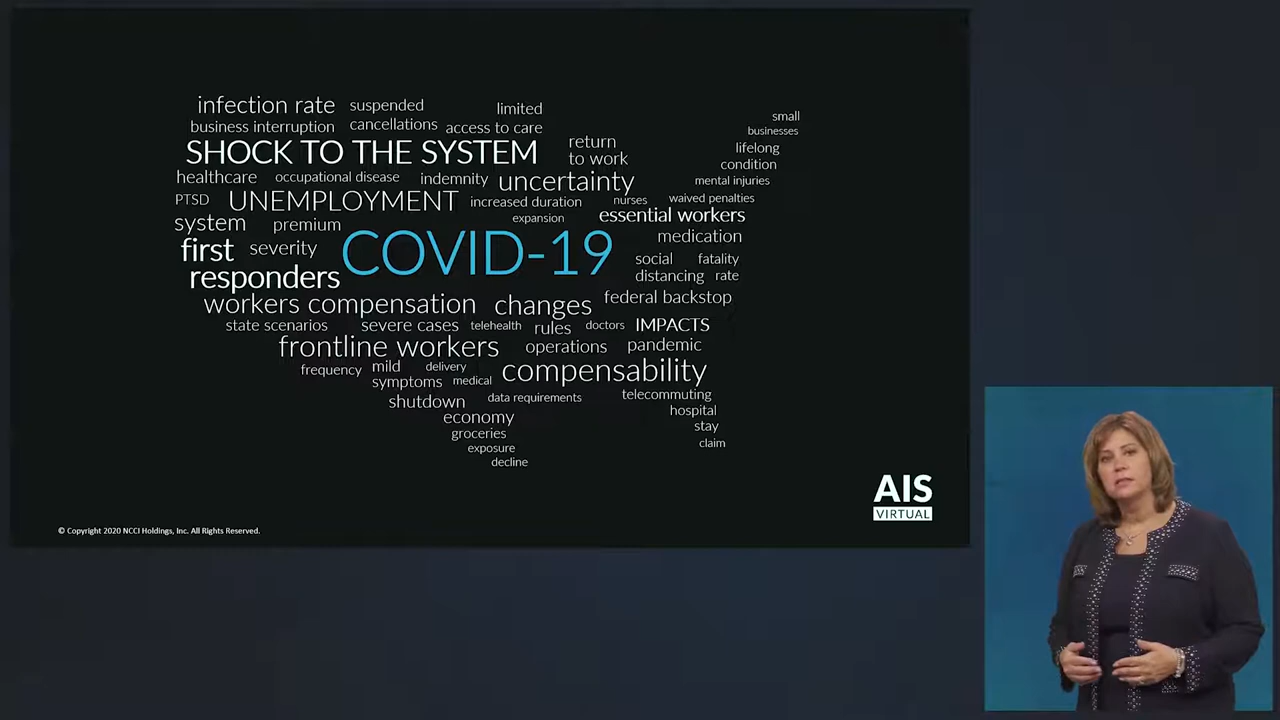 infection rate suspended limited small
business interruption cancellations access to care businesses
SHOCK TO THE SYSTEM return to work lifelong condition
healthcare occupational disease indemnity uncertainty mental injuries
PTSD UNEMPLOYMENT increased duration nurses waived penalties
system premium expansion essential workers
first responders severity COVID-19 medication
social distancing fatality rate
workers compensation changes federal backstop
state scenarios severe cases telehealth rules doctors IMPACTS
frontline workers operations pandemic
frequency mild symptoms delivery medical compensability
shutdown data requirements telecommuting
economy hospital
groceries stay
exposure claim
decline
AIS
VIRTUAL
© Copyright 2020 NCCI Holdings, Inc. All Rights Reserved.